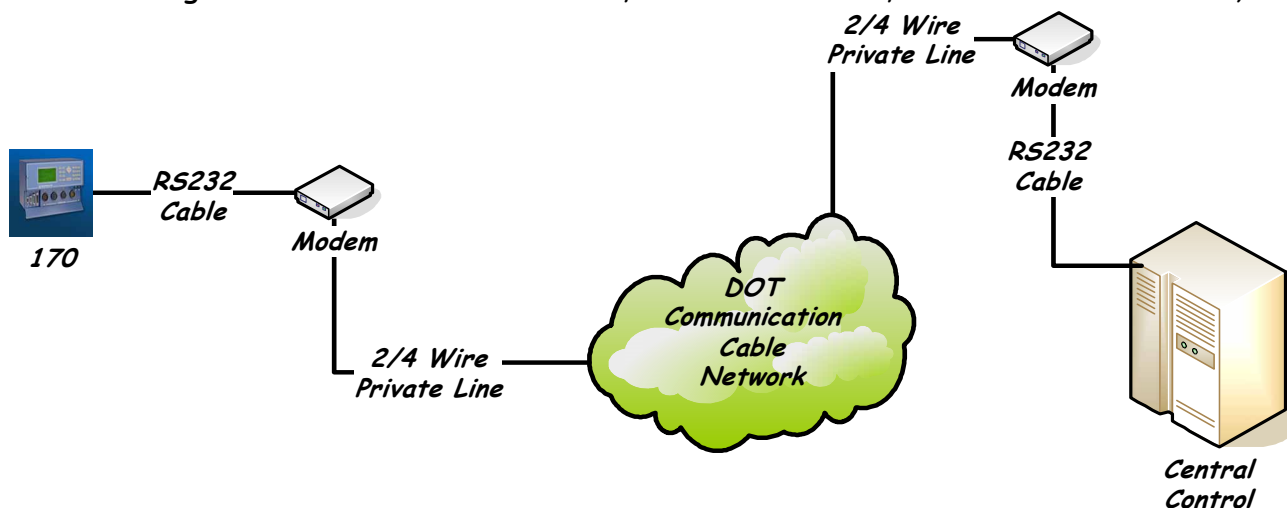 2/4 Wire
Private Line
Modem
RS232
Cable
RS232
Cable
170
Modem
DOT
Communication
Cable
Network
2/4 Wire
Private Line
Central
Control